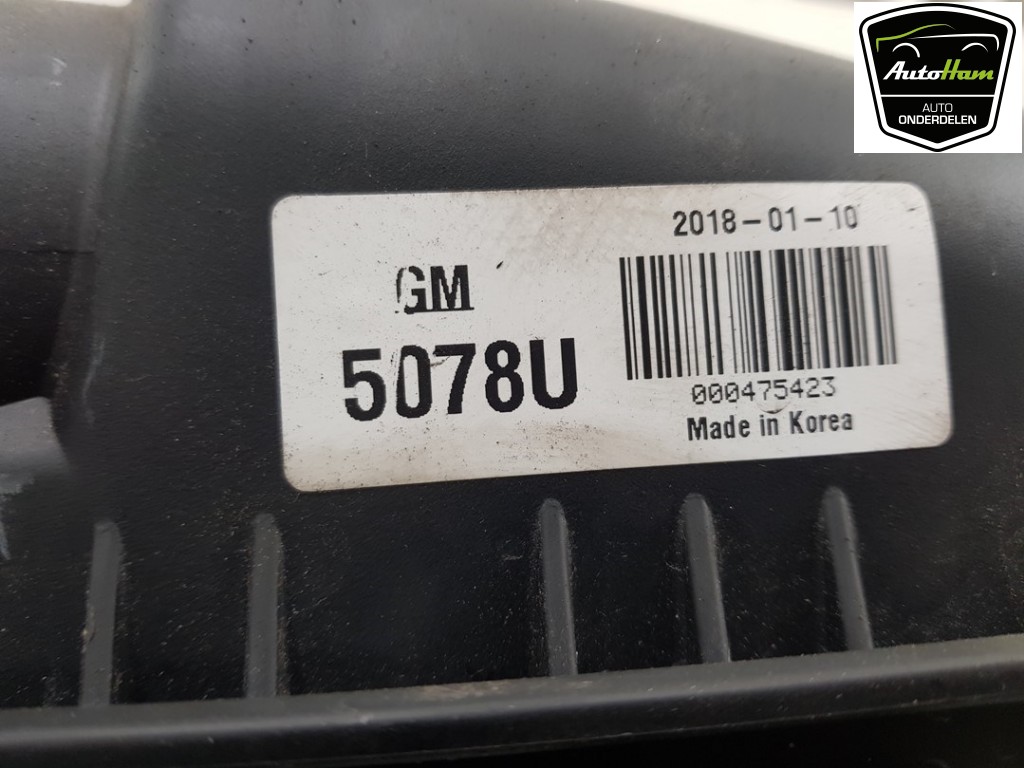 AutoHam
AUTO
ONDERDELEN
2018-01-10
GM
5078U
000475423
Made in Korea